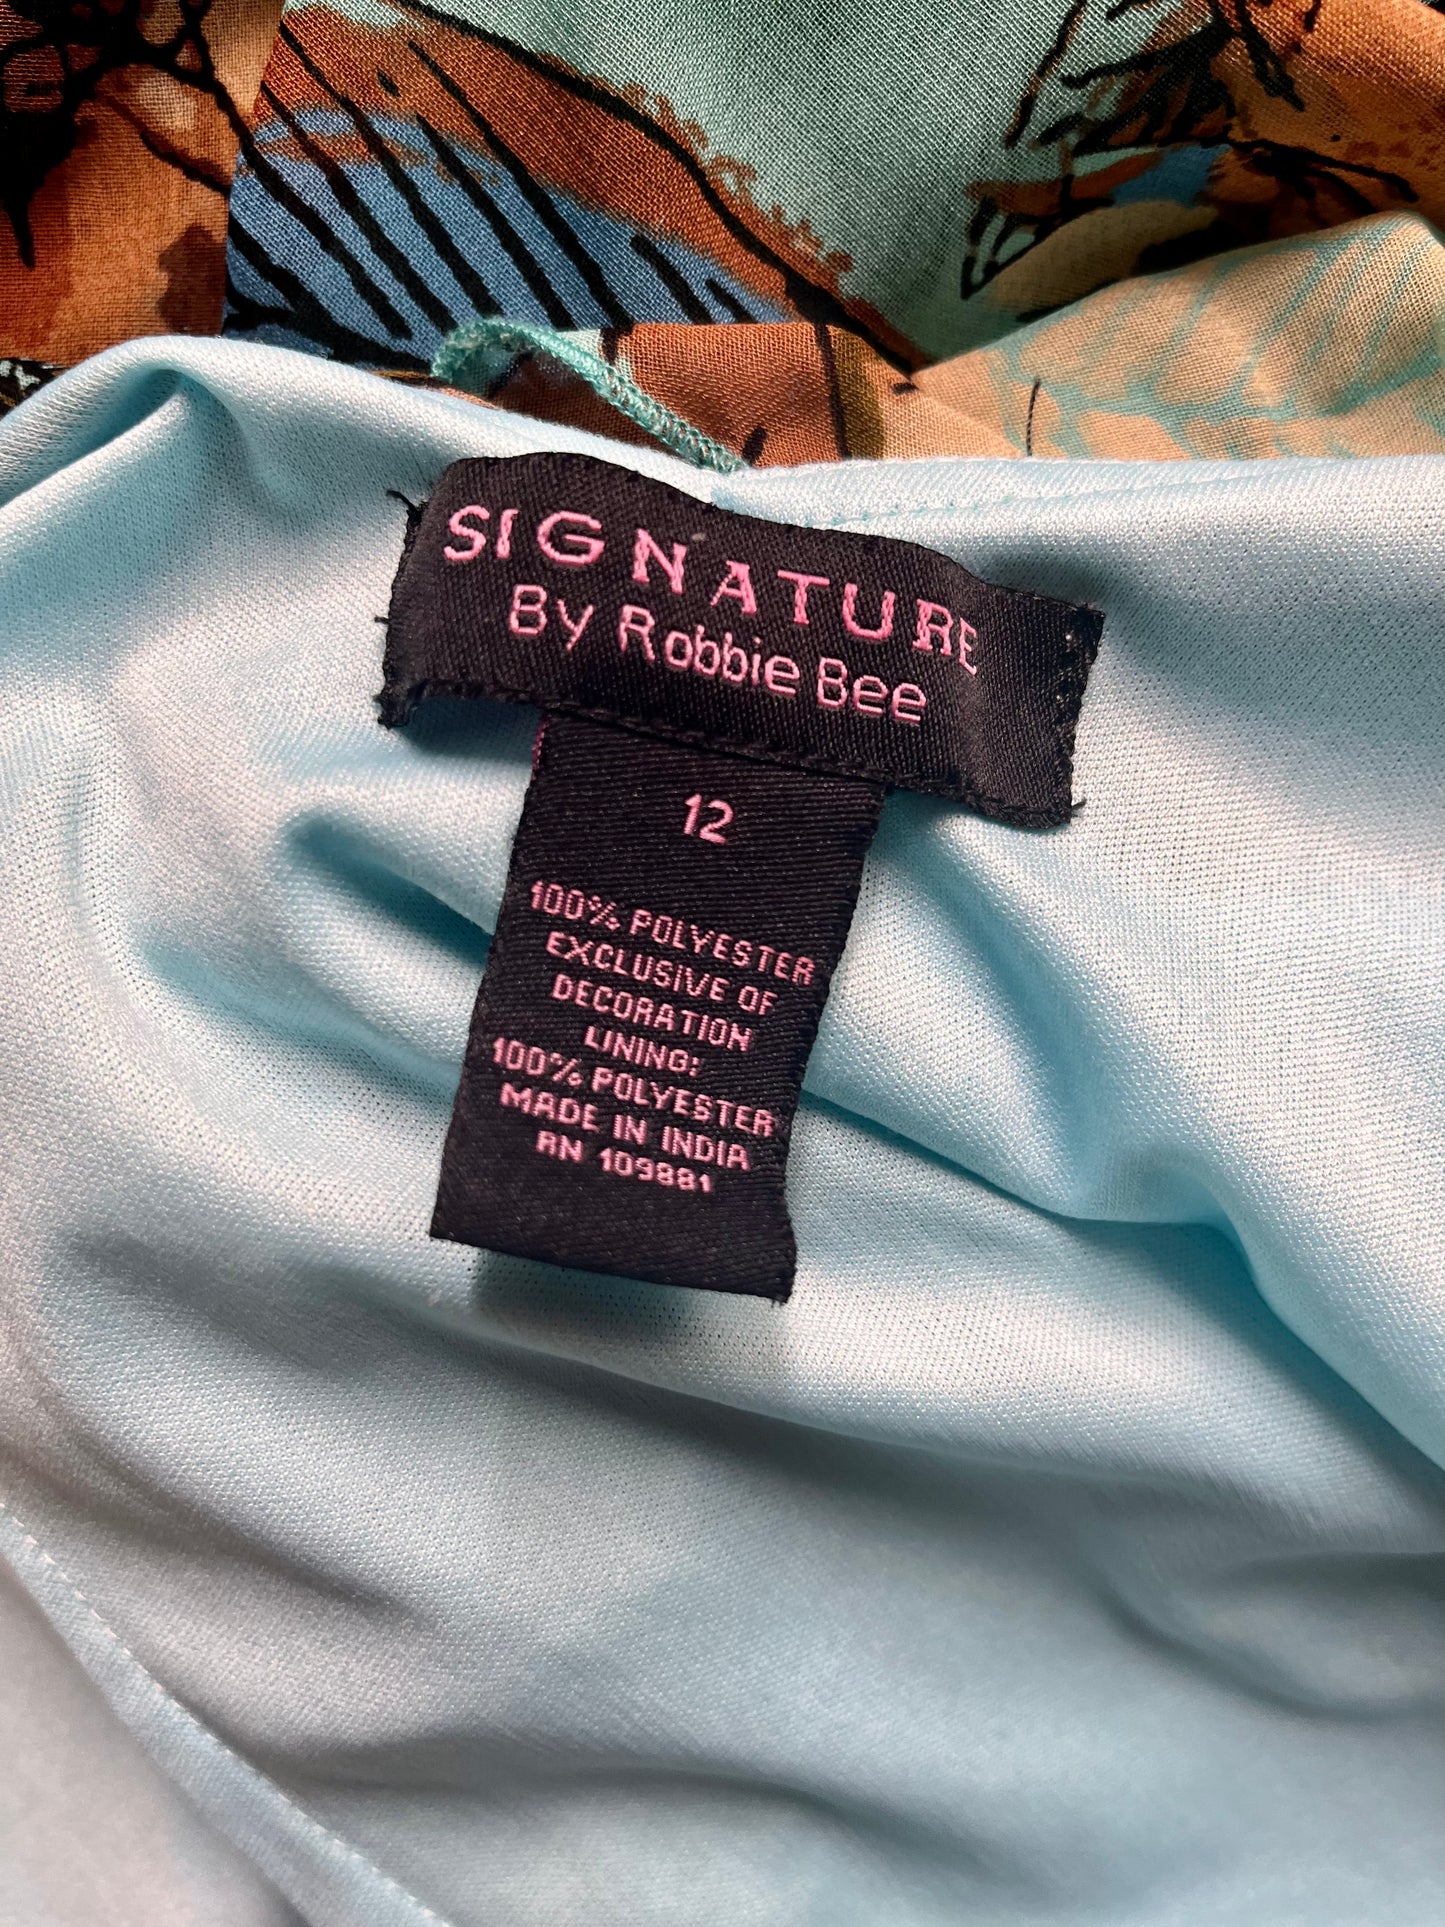 SIGNATURE
By Robbie Bee
12
100% POLYESTER
EXCLUSIVE OF
DECORATION
LINING:
100% POLYESTER
MADE IN INDIA
RN 109881